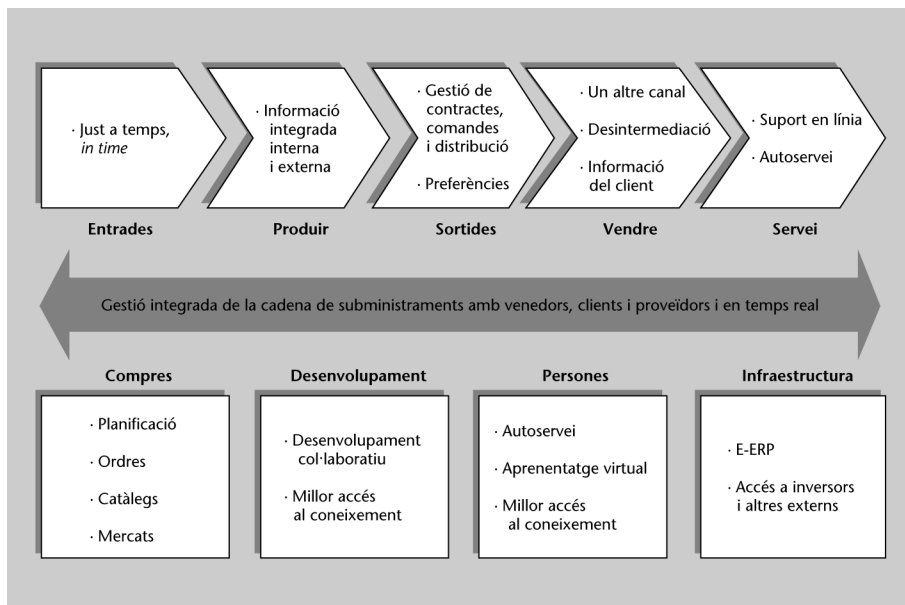 · Just a temps,
in time
· Informació
integrada
interna
i externa
· Gestió de
contractes,
comandes
i distribució
· Preferències
· Un altre canal
· Desintermediació
· Informació
del client
· Suport en línia
· Autoservei
Entrades
Produir
Sortides
Vendre
Servei
Gestió integrada de la cadena de subministraments amb venedors, clients i proveïdors i en temps real
Compres
· Planificació
· Ordres
· Catàlegs
· Mercats
Desenvolupament
· Desenvolupament
col·laboratiu
· Millor accés
al coneixement
Persones
· Autoservei
· Aprenentatge virtual
· Millor accés
al coneixement
Infraestructura
· E-ERP
· Accés a inversors
i altres externs